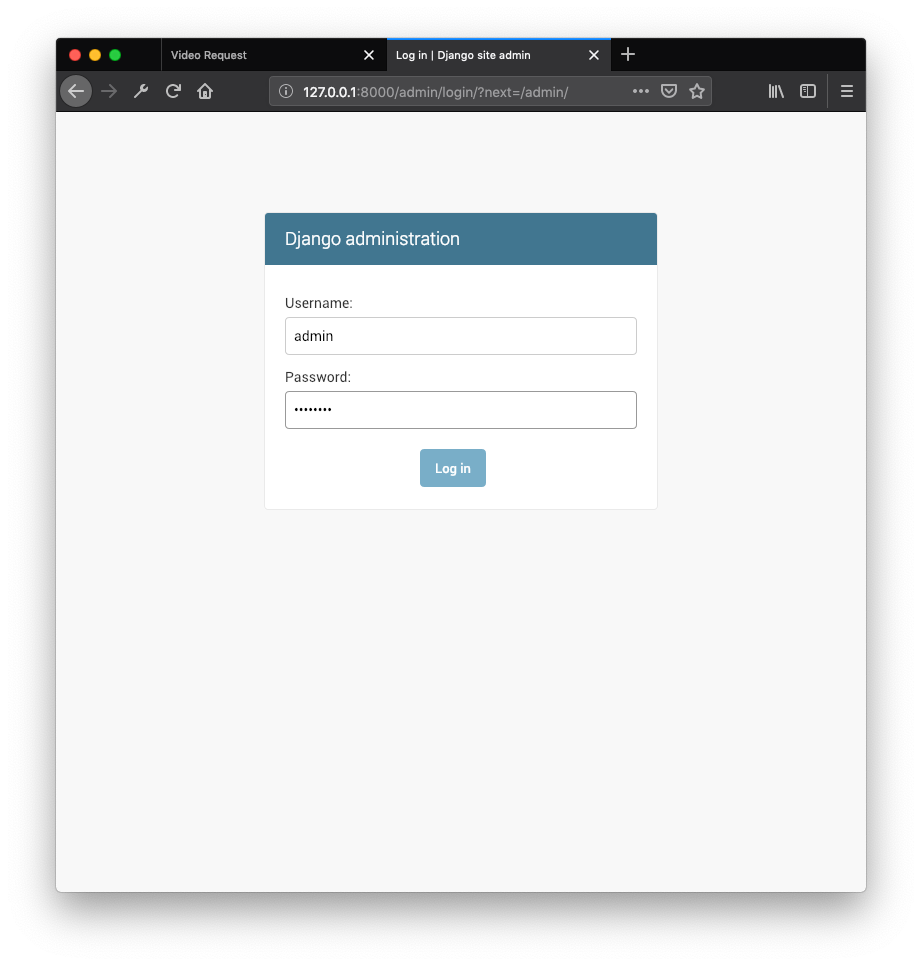 Video Request
Log in | Django site admin
127.0.0.1:8000/admin/login/?next=/admin/
Django administration
Username:
admin
Password:
••••••••
Log in